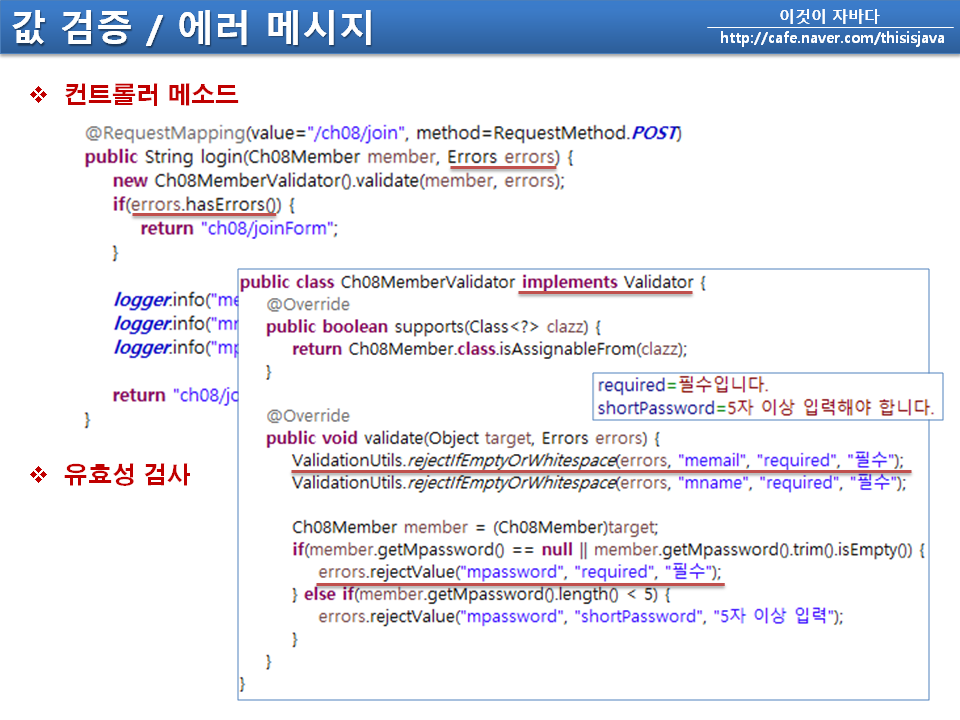 값 검증 / 에러 메시지
이것이 자바다
http://cafe.naver.com/thisisjava
❖ 컨트롤러 메소드
@RequestMapping(value="/ch08/join", method=RequestMethod.POST)
public String login(Ch08Member member, Errors errors) {
new Ch08MemberValidator().validate(member, errors);
if(errors.hasErrors()) {
return "ch08/joinForm";
}
logger.info("me
logger.info("mn
logger.info("mp
return "ch08/jo
}
❖ 유효성 검사
public class Ch08MemberValidator implements Validator {
@Override
public boolean supports(Class<?> clazz) {
return Ch08Member.class.isAssignableFrom(clazz);
}
required=필수입니다.
shortPassword=5자 이상 입력해야 합니다.
@Override
public void validate(Object target, Errors errors) {
ValidationUtils.rejectIfEmptyOrWhitespace(errors, "memail", "required", "필수");
ValidationUtils.rejectIfEmptyOrWhitespace(errors, "mname", "required", "필수");
Ch08Member member = (Ch08Member)target;
if(member.getMpassword() == null || member.getMpassword().trim().isEmpty()) {
errors.rejectValue("mpassword", "required", "필수");
} else if(member.getMpassword().length() < 5) {
errors.rejectValue("mpassword", "shortPassword", "5자 이상 입력");
}
}
}